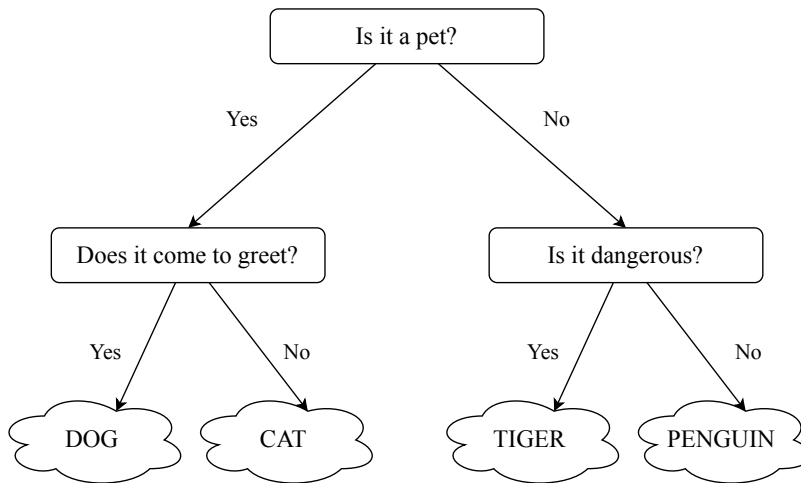 Is it a pet?
Yes
No
Does it come to greet?
Is it dangerous?
Yes
No
Yes
No
DOG
CAT
TIGER
PENGUIN